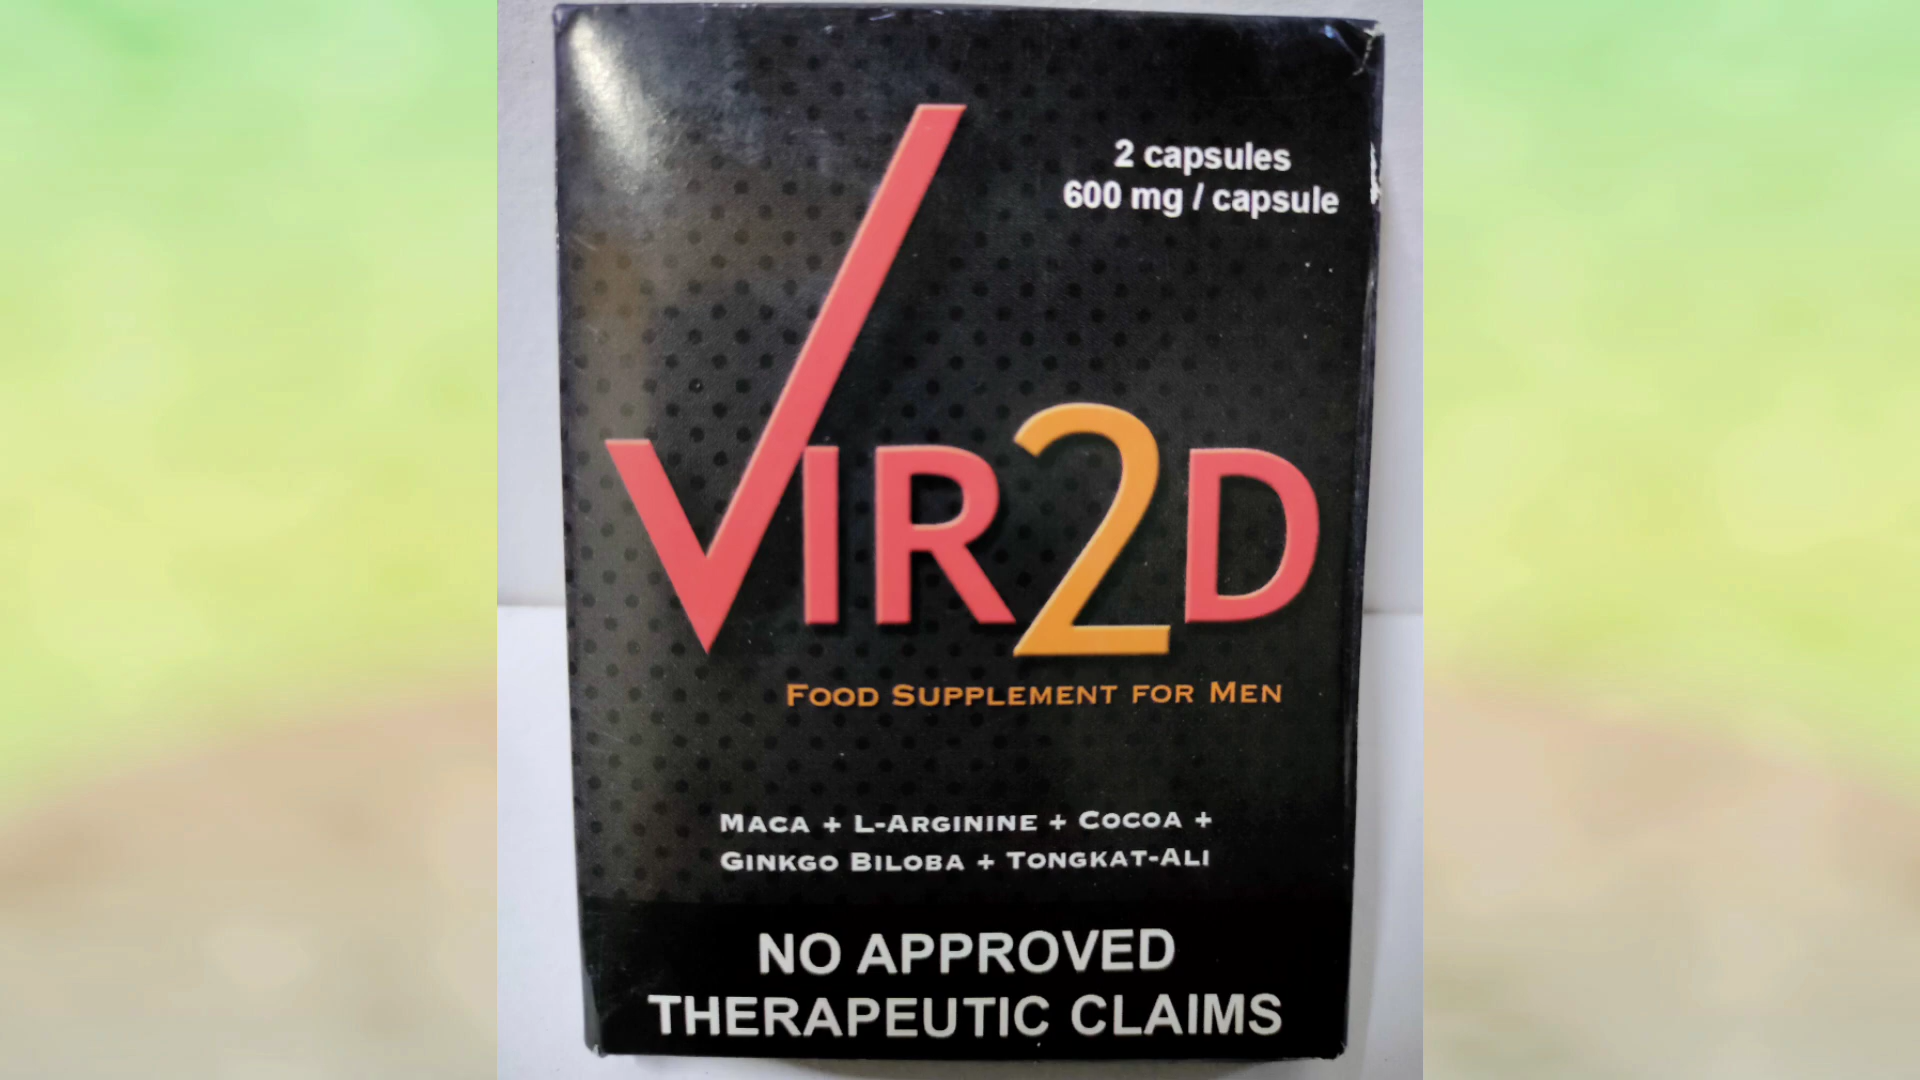 2 capsules
600 mg / capsule
VIR2D
FOOD SUPPLEMENT FOR MEN
MACA + L-ARGININE + COCOA +
GINKGO BILOBA + TONGKAT-ALI
NO APPROVED
THERAPEUTIC CLAIMS